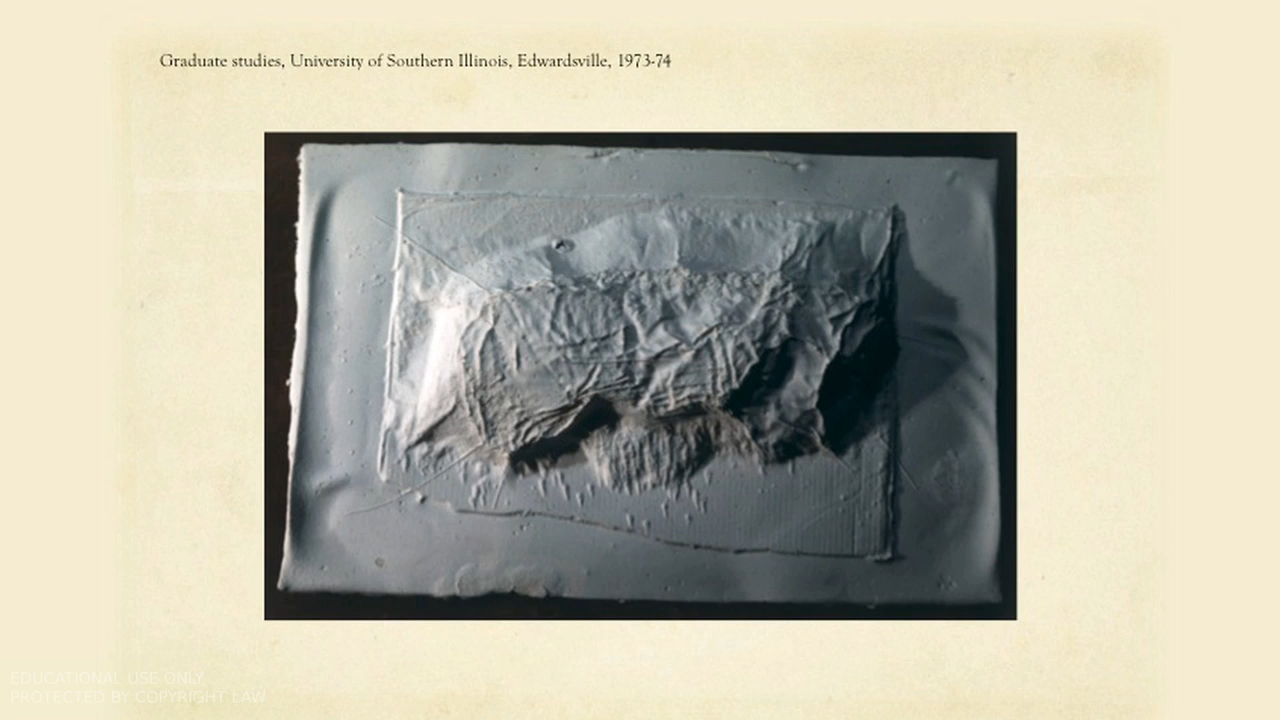 Graduate studies, University of Southern Illinois, Edwardsville, 1973-74
EDUCATIONAL USE ONLY
PROTECTED BY COPYRIGHT LAW